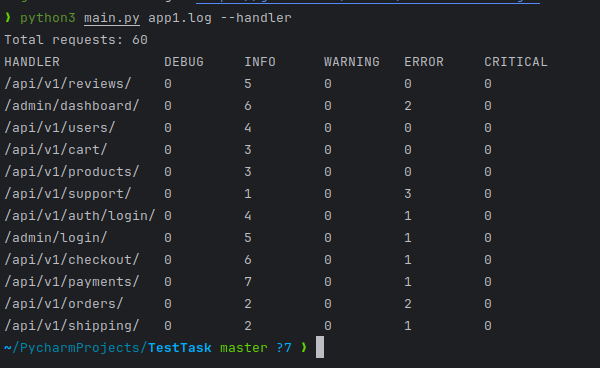 ❯ python3 main.py app1.log --handler
Total requests: 60
HANDLER DEBUG INFO WARNING ERROR CRITICAL
/api/v1/reviews/ 0 5 0 0 0
/admin/dashboard/ 0 6 0 2 0
/api/v1/users/ 0 4 0 0 0
/api/v1/cart/ 0 3 0 0 0
/api/v1/products/ 0 3 0 0 0
/api/v1/support/ 0 1 0 3 0
/api/v1/auth/login/ 0 4 0 1 0
/admin/login/ 0 5 0 1 0
/api/v1/checkout/ 0 6 0 1 0
/api/v1/payments/ 0 7 0 1 0
/api/v1/orders/ 0 2 0 2 0
/api/v1/shipping/ 0 2 0 1 0
~/PycharmProjects/TestTask master ?7 ❯